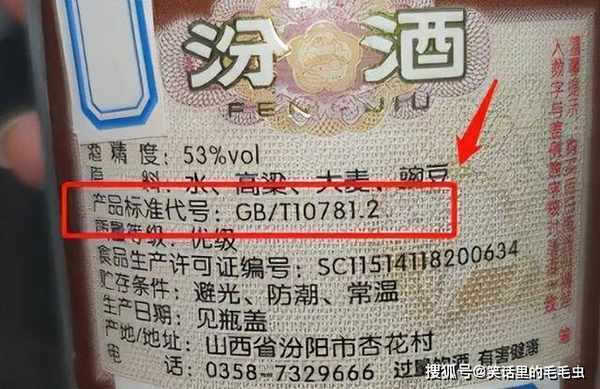 汾酒
FEN JIU
酒精度：53%vol
原料：水、高粱、大麦、豌豆
产品标准代号：GB/T10781.2
质量等级：优级
食品生产许可证编号：SC11514118200634
贮存条件：避光、防潮、常温
生产日期：见瓶盖
产地/地址：山西省汾阳市杏花村
电话：0358-7329666 过量饮酒 有害健康
搜狐号@笑话里的毛毛虫